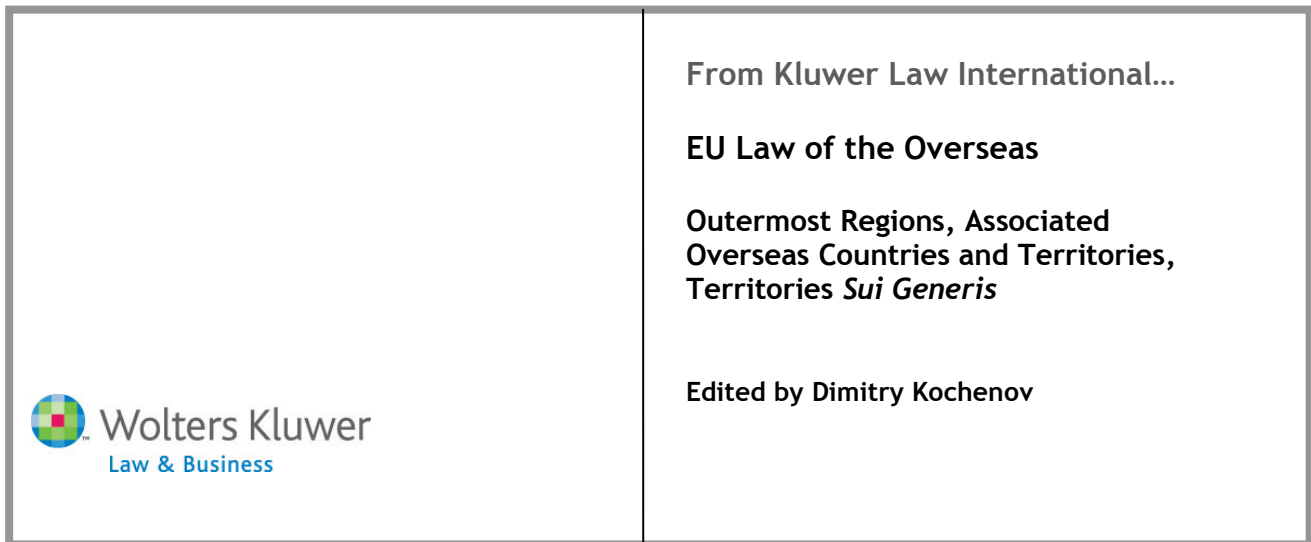 From Kluwer Law International…
EU Law of the Overseas
Outermost Regions, Associated
Overseas Countries and Territories,
Territories Sui Generis
Edited by Dimitry Kochenov
Wolters Kluwer
Law & Business